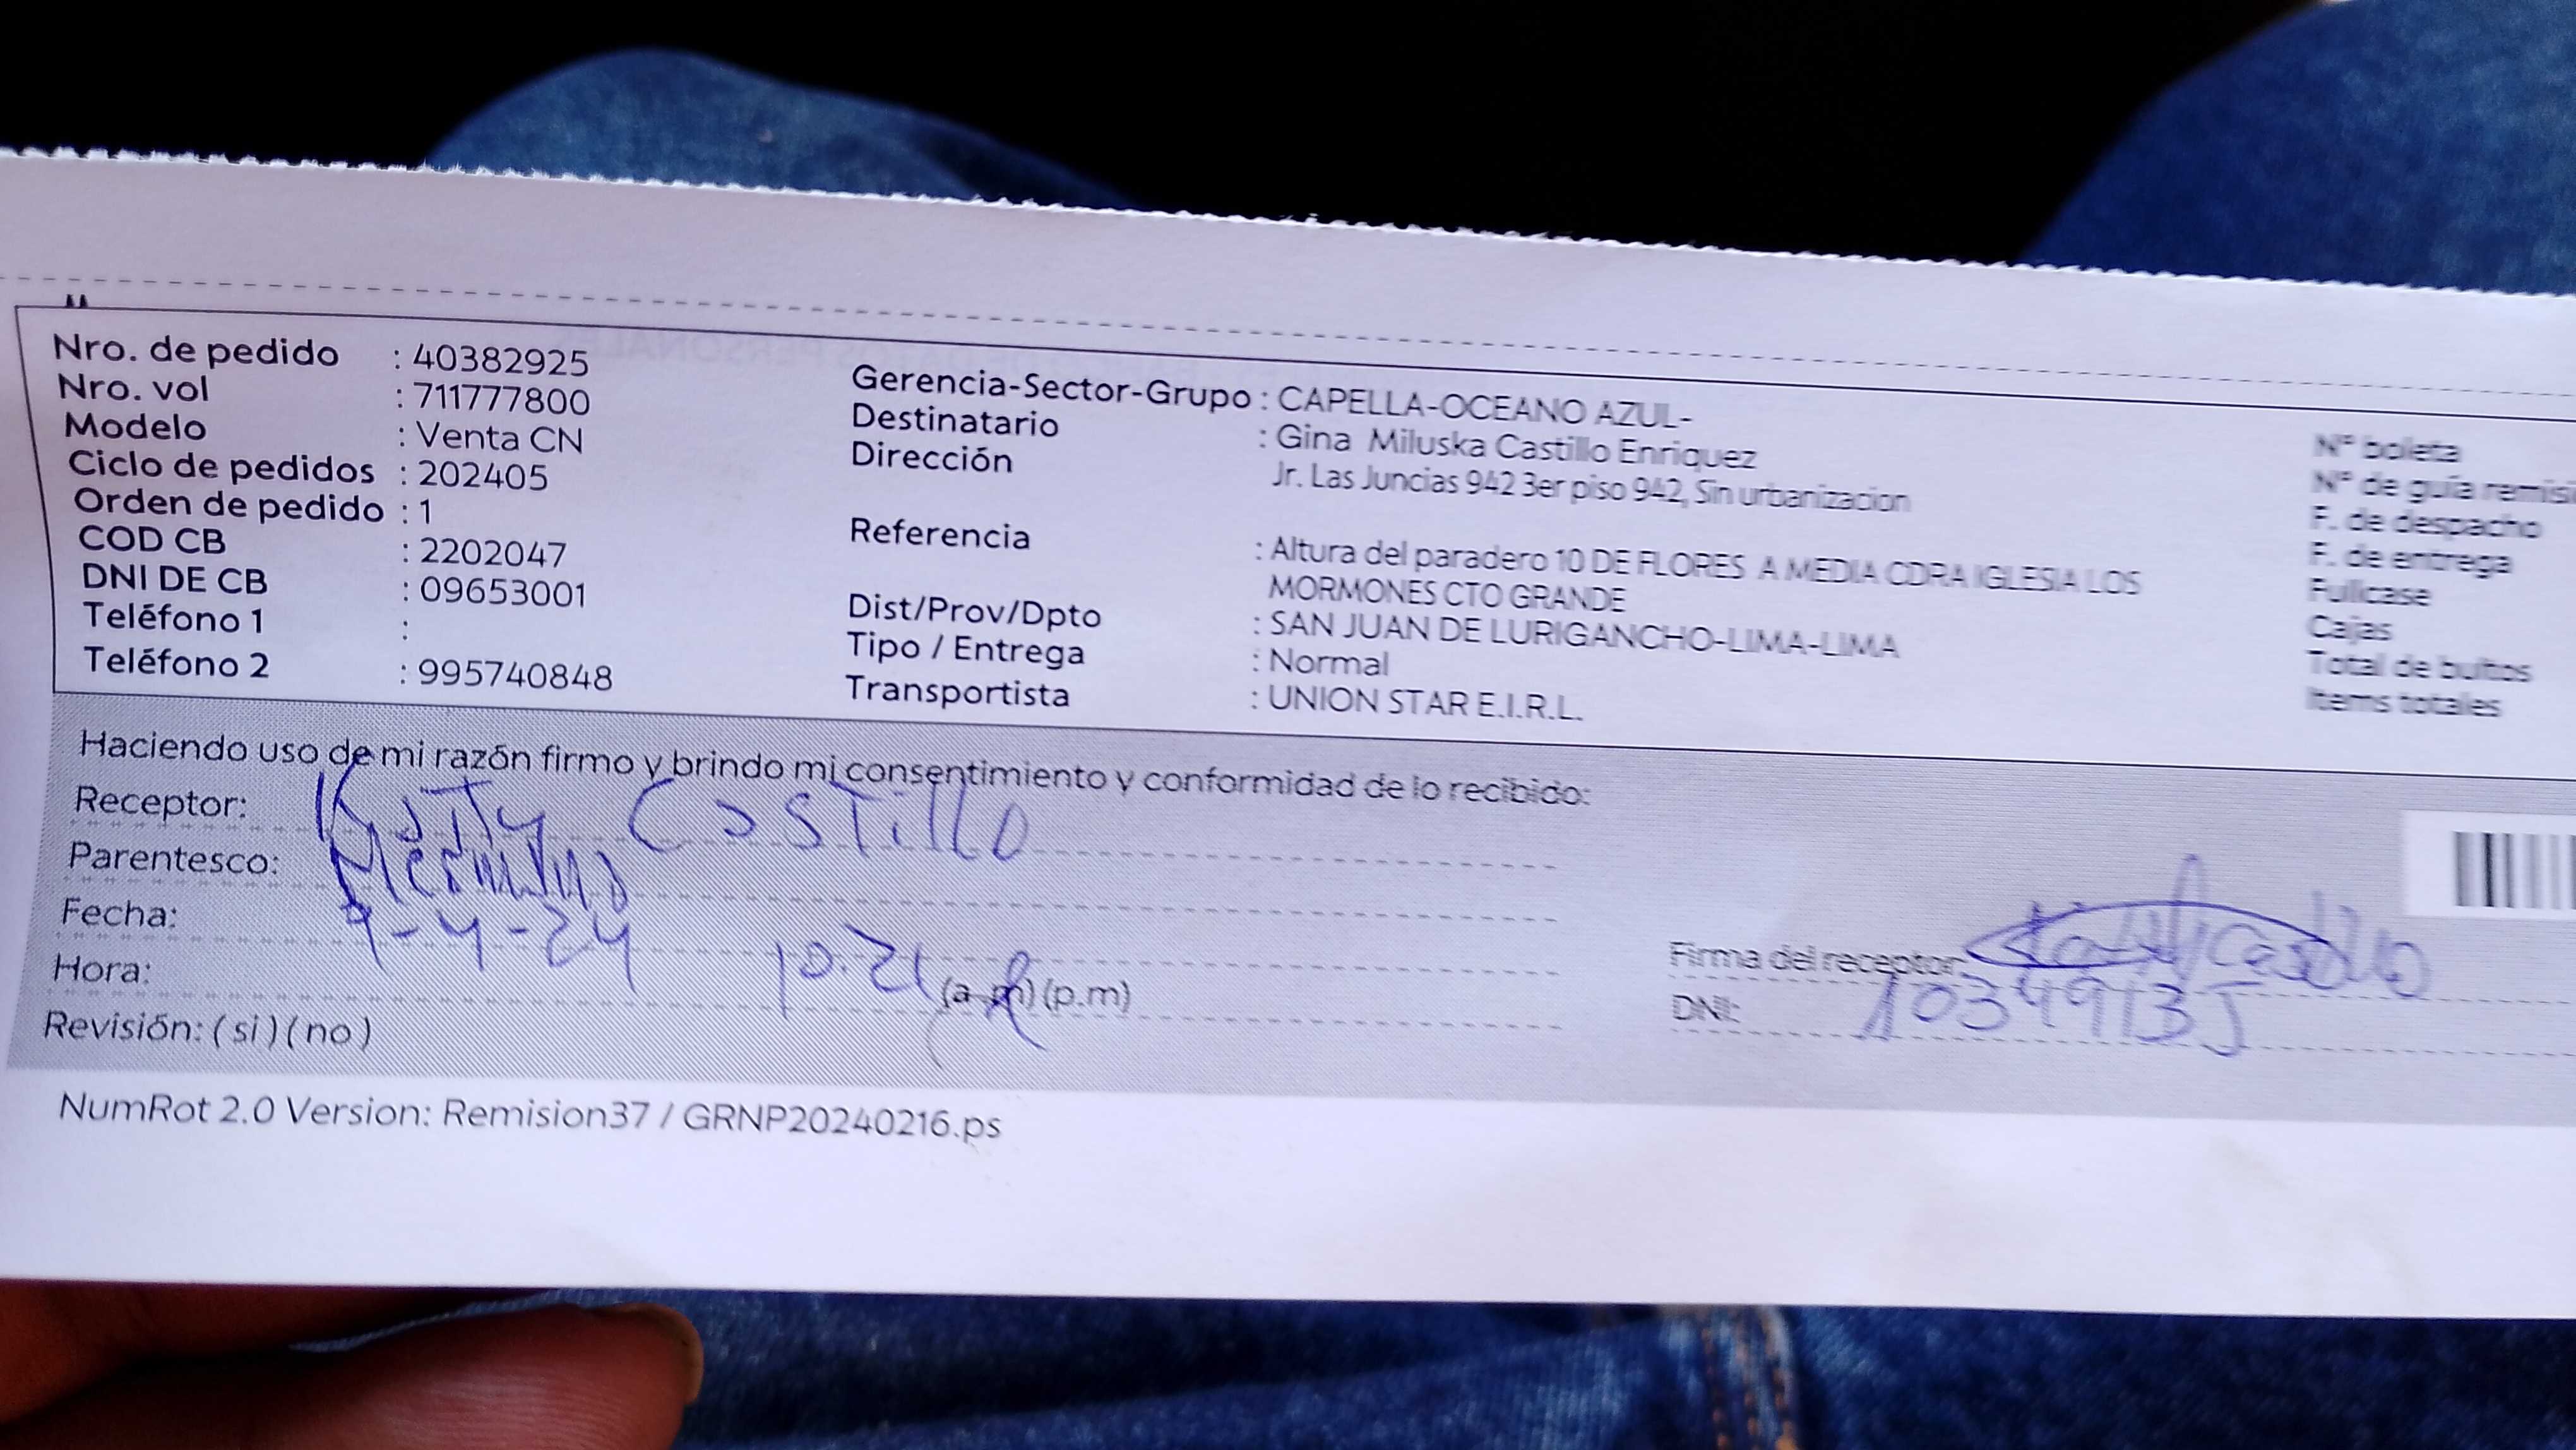 Nro. de pedido : 40382925
Nro. vol : 711777800
Modelo : Venta CN
Ciclo de pedidos : 202405
Orden de pedido : 1
COD CB : 2202047
DNI DE CB : 09653001
Teléfono 1 :
Teléfono 2 : 995740848
Gerencia-Sector-Grupo : CAPELLA-OCEANO AZUL-
Destinatario : Gina Miluska Castillo Enriquez
Dirección Jr. Las Juncias 942 3er piso 942, Sin urbanizacion
Referencia : Altura del paradero 10 DE FLORES A MEDIA CDRA IGLESIA LOS
MORMONES CTO GRANDE
Dist/Prov/Dpto : SAN JUAN DE LURIGANCHO-LIMA-LIMA
Tipo / Entrega : Normal
Transportista : UNION STAR E.I.R.L.
N° boleta
N° de guía remisi
F. de despacho
F. de entrega
Fullcase
Cajas
Total de bultos
Items totales
Haciendo uso de mi razón firmo y brindo mi consentimiento y conformidad de lo recibido:
Receptor: Katty Castillo
Parentesco:
Fecha: 9-4-24
Hora: 10:21 (a.m) (p.m)
Revisión: ( si ) ( no )
Firma del receptor:
DNI: 10349135
NumRot 2.0 Version: Remision37 / GRNP20240216.ps